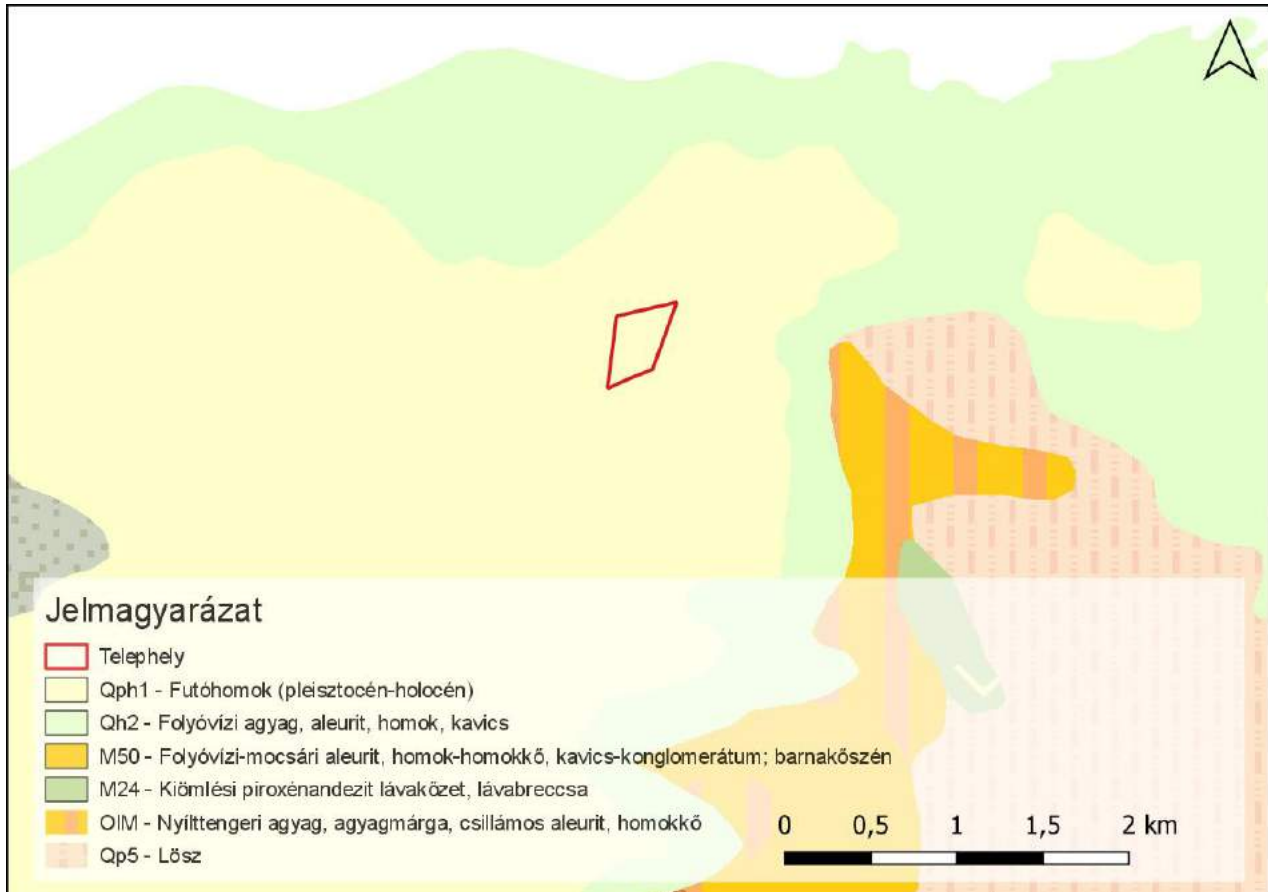 Jelmagyarázat
Telephely
Qph1 - Futóhomok (pleisztocén-holocén)
Qh2 - Folyóvízi agyag, aleurit, homok, kavics
M50 - Folyóvízi-mocsári aleurit, homok-homokkő, kavics-konglomerátum; barnakőszén
M24 - Kiömlési piroxénandezit lávakőzet, lávabreccsa
OlM - Nyílttengeri agyag, agyagmárga, csillámos aleurit, homokkő
Qp5 - Lösz
0 0,5 1 1,5 2 km